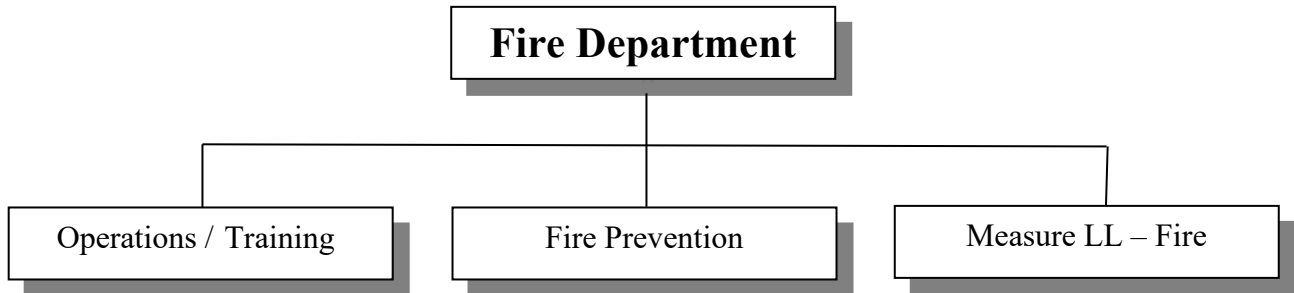 Fire Department
Operations / Training
Fire Prevention
Measure LL – Fire